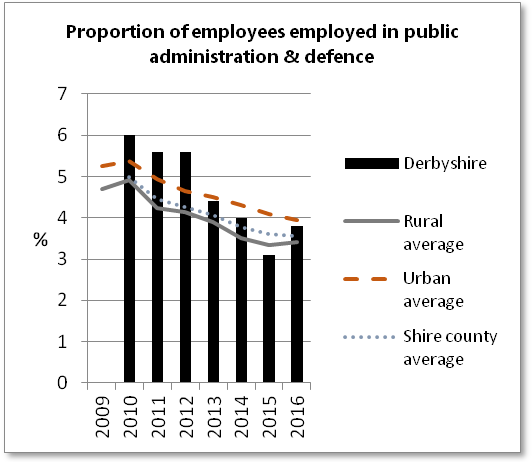 Proportion of employees employed in public
administration & defence
7
6
5
4
3
2
1
0
%
2009
2010
2011
2012
2013
2014
2015
2016
Derbyshire
Rural
average
Urban
average
Shire county
average